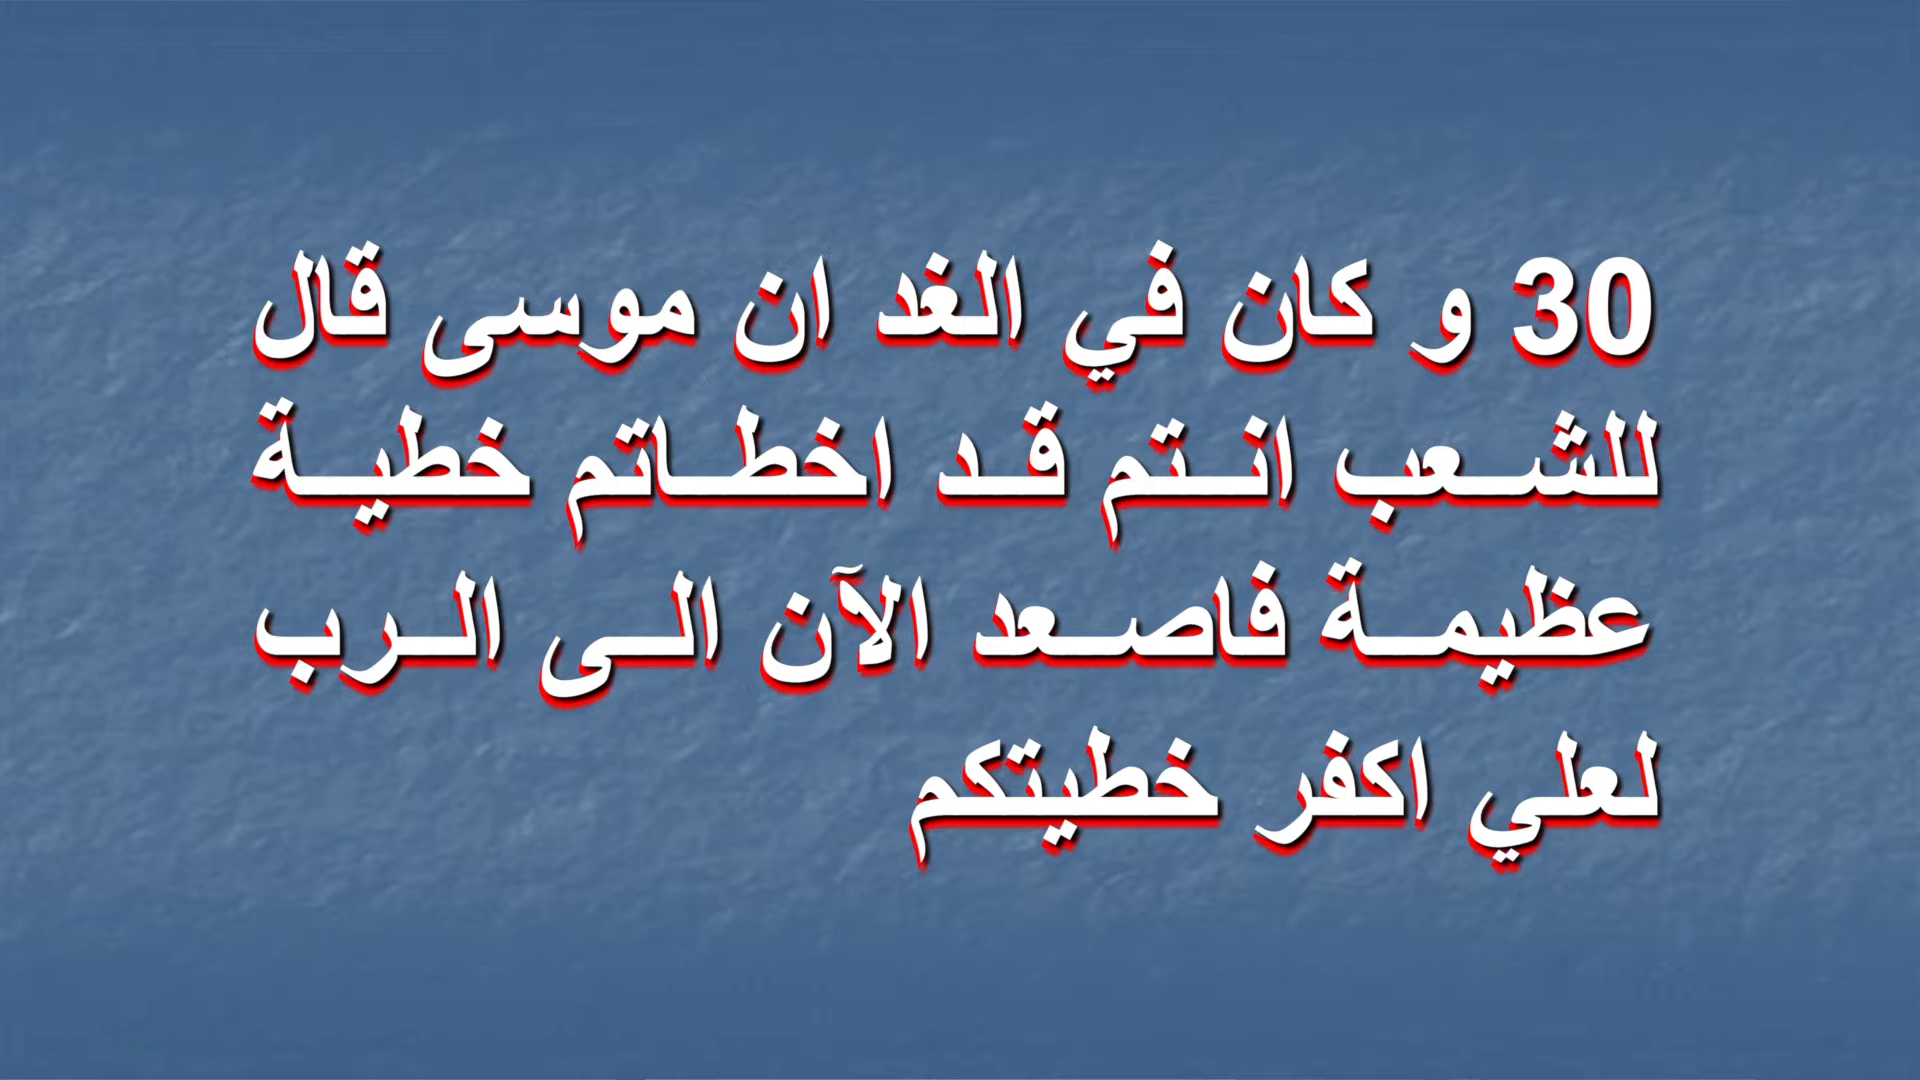 30 و كان في الغد ان موسى قال
للشعب انتم قد اخطاتم خطية
عظيمة فاصعد الآن الى الرب
لعلي اكفر خطيتكم